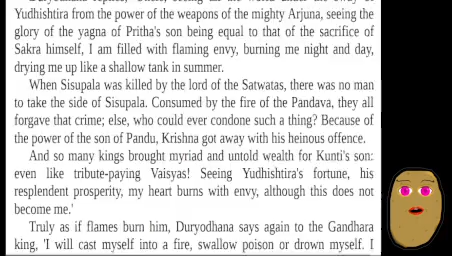 Yudhishtira from the power of the weapons of the mighty Arjuna, seeing the
glory of the yagna of Pritha's son being equal to that of the sacrifice of
Sakra himself, I am filled with flaming envy, burning me night and day,
drying me up like a shallow tank in summer.
When Sisupala was killed by the lord of the Satwatas, there was no man
to take the side of Sisupala. Consumed by the fire of the Pandava, they all
forgave that crime; else, who could ever condone such a thing? Because of
the power of the son of Pandu, Krishna got away with his heinous offence.
And so many kings brought myriad and untold wealth for Kunti's son:
even like tribute-paying Vaisyas! Seeing Yudhishtira's fortune, his
resplendent prosperity, my heart burns with envy, although this does not
become me.'
Truly as if flames burn him, Duryodhana says again to the Gandhara
king, 'I will cast myself into a fire, swallow poison or drown myself. I